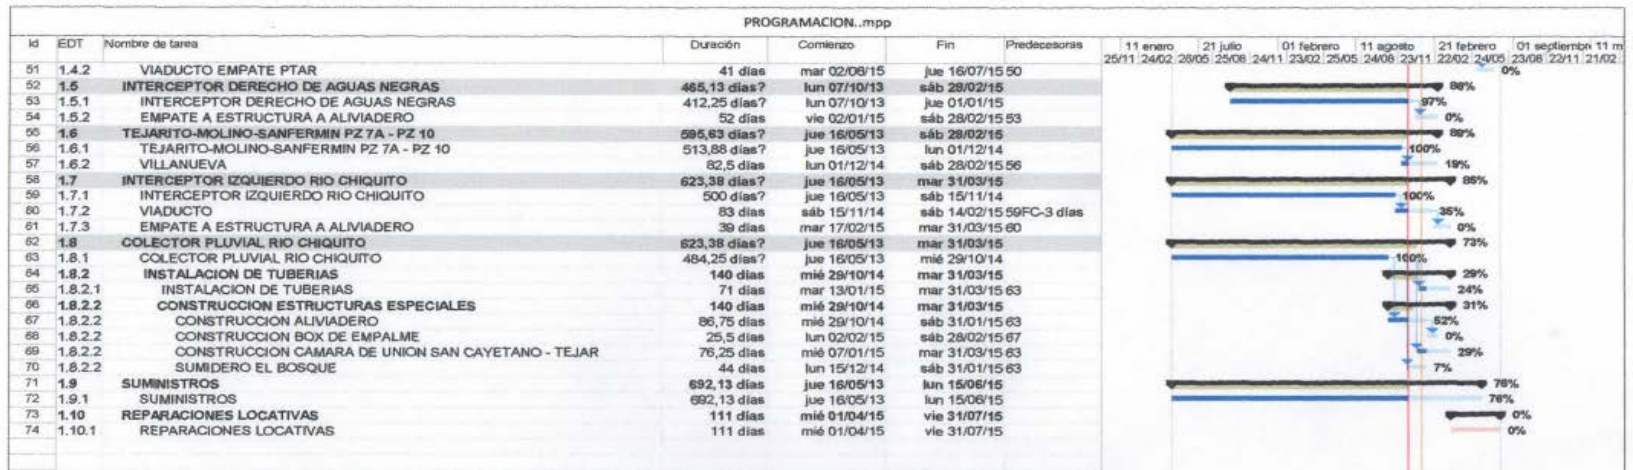 PROGRAMACION..mpp
Id EDT Nombre de tarea Duración Comienzo Fin Predecesoras 11 enero 21 julio 01 febrero 11 agosto 21 febrero 01 septiembre 11 m
25/11 24/02 26/05 25/08 24/11 23/02 25/05 24/08 23/11 22/02 24/05 23/08 22/11 21/02
51 1.4.2 VIADUCTO EMPATE PTAR 41 días mar 02/06/15 jue 16/07/15 50 0%
52 1.5 INTERCEPTOR DERECHO DE AGUAS NEGRAS 465,13 días? lun 07/10/13 sáb 28/02/15 86%
53 1.5.1 INTERCEPTOR DERECHO DE AGUAS NEGRAS 412,25 días? lun 07/10/13 jue 01/01/15 97%
54 1.5.2 EMPATE A ESTRUCTURA A ALIVIADERO 52 días vie 02/01/15 sáb 28/02/15 53 0%
55 1.6 TEJARITO-MOLINO-SANFERMIN PZ 7A - PZ 10 595,63 días? jue 16/05/13 sáb 28/02/15 89%
56 1.6.1 TEJARITO-MOLINO-SANFERMIN PZ 7A - PZ 10 513,88 días? jue 16/05/13 lun 01/12/14 100%
57 1.6.2 VILLANUEVA 82,5 días lun 01/12/14 sáb 28/02/15 56 19%
58 1.7 INTERCEPTOR IZQUIERDO RIO CHIQUITO 623,38 días? jue 16/05/13 mar 31/03/15 86%
59 1.7.1 INTERCEPTOR IZQUIERDO RIO CHIQUITO 500 días? jue 16/05/13 sáb 15/11/14 100%
60 1.7.2 VIADUCTO 83 días sáb 15/11/14 sáb 14/02/15 59FC-3 días 35%
61 1.7.3 EMPATE A ESTRUCTURA A ALIVIADERO 39 días mar 17/02/15 mar 31/03/15 60 0%
62 1.8 COLECTOR PLUVIAL RIO CHIQUITO 623,38 días? jue 16/05/13 mar 31/03/15 73%
63 1.8.1 COLECTOR PLUVIAL RIO CHIQUITO 484,25 días? jue 16/05/13 mié 29/10/14 100%
64 1.8.2 INSTALACION DE TUBERIAS 140 días mié 29/10/14 mar 31/03/15 29%
65 1.8.2.1 INSTALACION DE TUBERIAS 71 días mar 13/01/15 mar 31/03/15 63 24%
66 1.8.2.2 CONSTRUCCION ESTRUCTURAS ESPECIALES 140 días mié 29/10/14 mar 31/03/15 31%
67 1.8.2.2 CONSTRUCCION ALIVIADERO 86,75 días mié 29/10/14 sáb 31/01/15 63 52%
68 1.8.2.2 CONSTRUCCION BOX DE EMPALME 25,5 días lun 02/02/15 sáb 28/02/15 67 0%
69 1.8.2.2 CONSTRUCCION CAMARA DE UNION SAN CAYETANO - TEJAR 76,25 días mié 07/01/15 mar 31/03/15 63 29%
70 1.8.2.2 SUMIDERO EL BOSQUE 44 días lun 15/12/14 sáb 31/01/15 63 7%
71 1.9 SUMINISTROS 692,13 días jue 16/05/13 lun 15/06/15 76%
72 1.9.1 SUMINISTROS 692,13 días jue 16/05/13 lun 15/06/15 76%
73 1.10 REPARACIONES LOCATIVAS 111 días mié 01/04/15 vie 31/07/15 0%
74 1.10.1 REPARACIONES LOCATIVAS 111 días mié 01/04/15 vie 31/07/15 0%